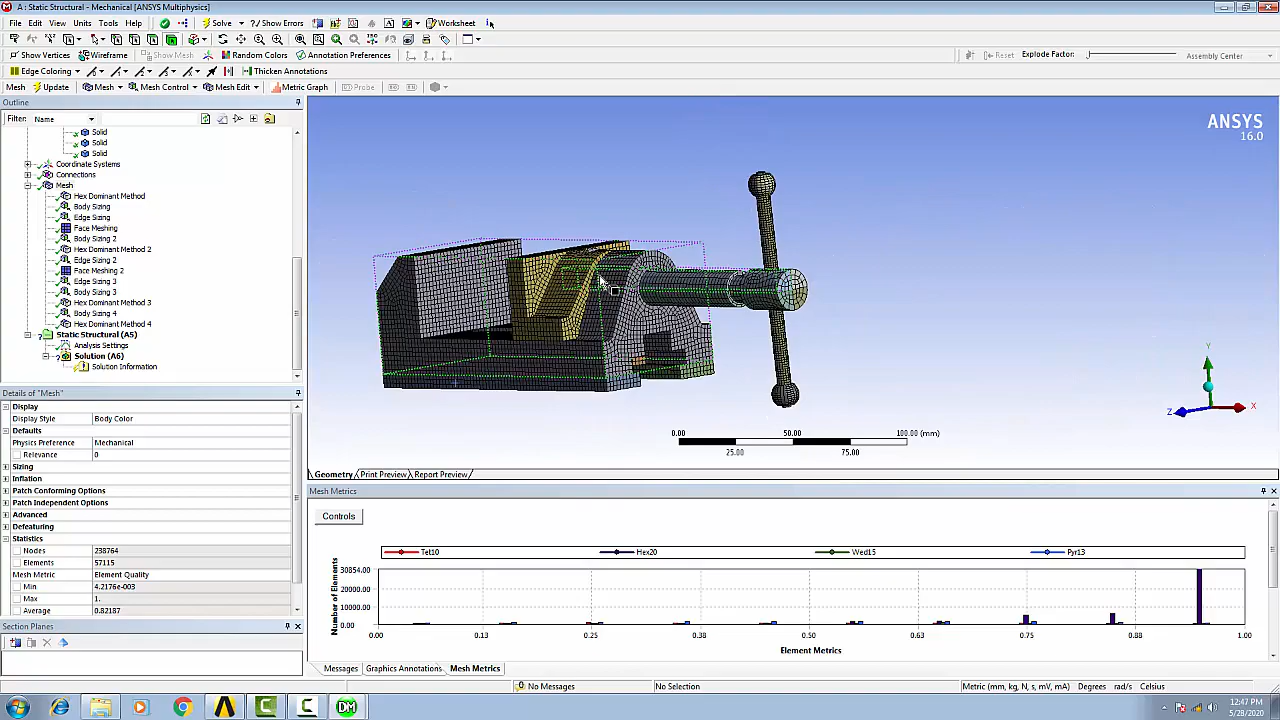 A : Static Structural - Mechanical [ANSYS Multiphysics]
File Edit View Units Tools Help Solve ?/Show Errors Worksheet
Show Vertices Wireframe Show Mesh Random Colors Annotation Preferences Reset Explode Factor: Assembly Center
Edge Coloring Thicken Annotations
Mesh Update Mesh Mesh Control Mesh Edit Metric Graph Probe
Outline
Filter: Name
Solid
Solid
Solid
Coordinate Systems
Connections
Mesh
Hex Dominant Method
Body Sizing
Edge Sizing
Face Meshing
Body Sizing 2
Hex Dominant Method 2
Edge Sizing 2
Face Meshing 2
Edge Sizing 3
Body Sizing 3
Hex Dominant Method 3
Body Sizing 4
Hex Dominant Method 4
Static Structural (A5)
Analysis Settings
Solution (A6)
Solution Information
ANSYS
16.0
Y
X
Z
0.00 50.00 100.00 (mm)
25.00 75.00
Geometry Print Preview Report Preview
Details of "Mesh"
Display
Display Style Body Color
Defaults
Physics Preference Mechanical
Relevance 0
Sizing
Inflation
Patch Conforming Options
Patch Independent Options
Advanced
Defeaturing
Statistics
Nodes 238764
Elements 57115
Mesh Metric Element Quality
Min 4.2176e-003
Max 1.
Average 0.82187
Section Planes
Mesh Metrics
Controls
Tet10 Hex20 Wed15 Pyr13
Number of Elements
30854.00
20000.00
10000.00
0.00
0.00 0.13 0.25 0.38 0.50 0.63 0.75 0.88 1.00
Element Metrics
Messages Graphics Annotations Mesh Metrics
No Messages No Selection Metric (mm, kg, N, s, mV, mA) Degrees rad/s Celsius
DM
12:47 PM
5/28/2020